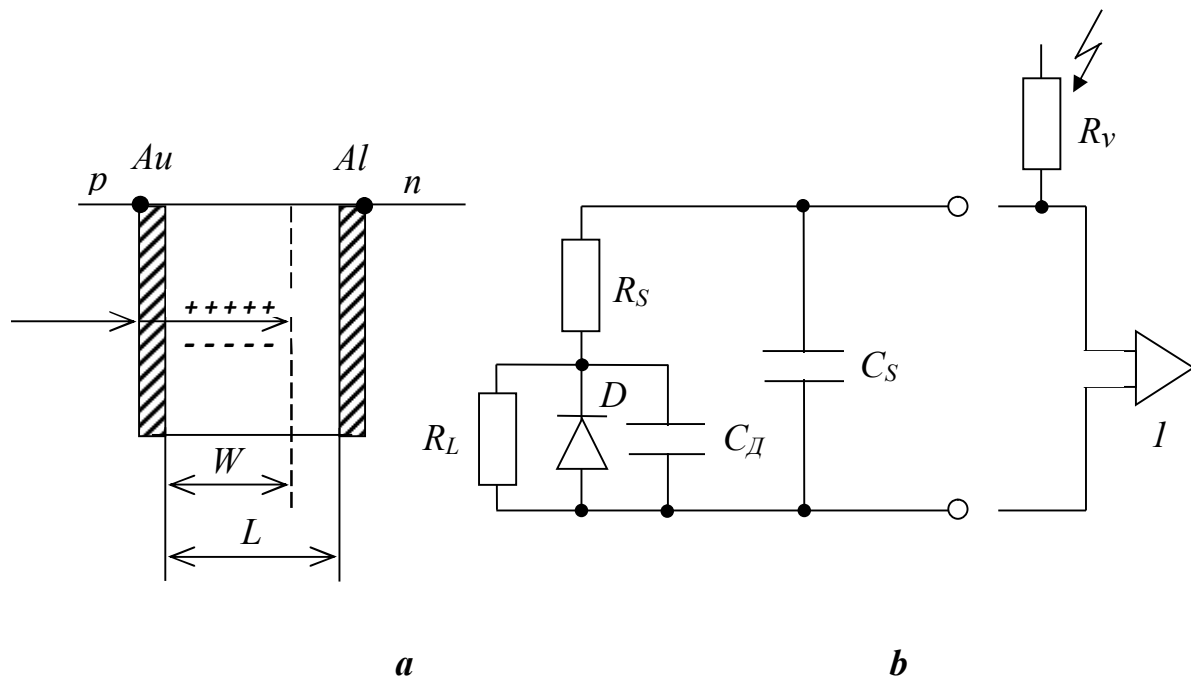 Au
Al
p
n
+ + + + +
- - - - -
W
L
a
R_S
R_L
D
C_Д
C_S
R_v
1
b